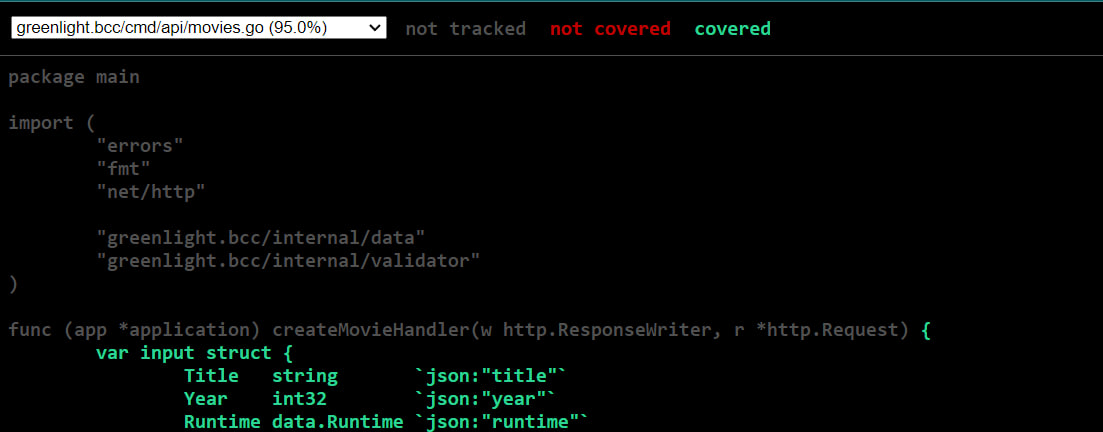 greenlight.bcc/cmd/api/movies.go (95.0%) not tracked not covered covered
package main
import (
"errors"
"fmt"
"net/http"
"greenlight.bcc/internal/data"
"greenlight.bcc/internal/validator"
)
func (app *application) createMovieHandler(w http.ResponseWriter, r *http.Request) {
var input struct {
Title string `json:"title"`
Year int32 `json:"year"`
Runtime data.Runtime `json:"runtime"`